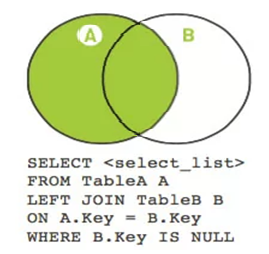 A B
SELECT <select_list>
FROM TableA A
LEFT JOIN TableB B
ON A.Key = B.Key
WHERE B.Key IS NULL